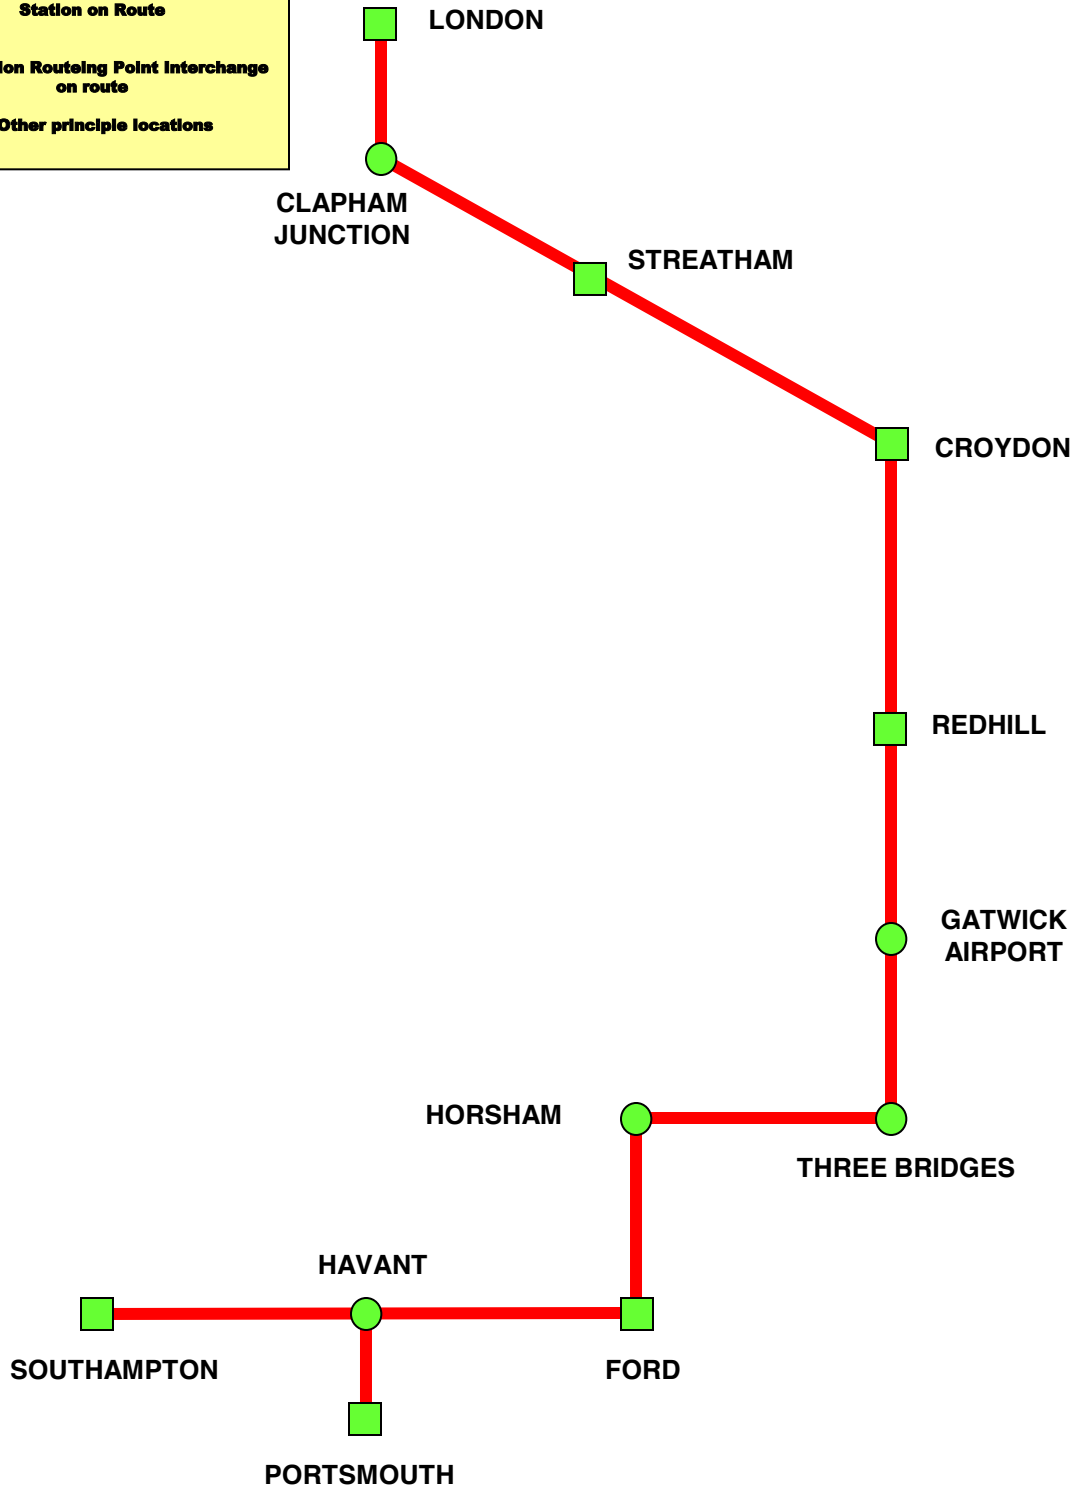 Station on Route
LONDON
Routeing Point Interchange
on route
Other principle locations
CLAPHAM
JUNCTION
STREATHAM
CROYDON
REDHILL
GATWICK
AIRPORT
HORSHAM
THREE BRIDGES
HAVANT
SOUTHAMPTON
FORD
PORTSMOUTH